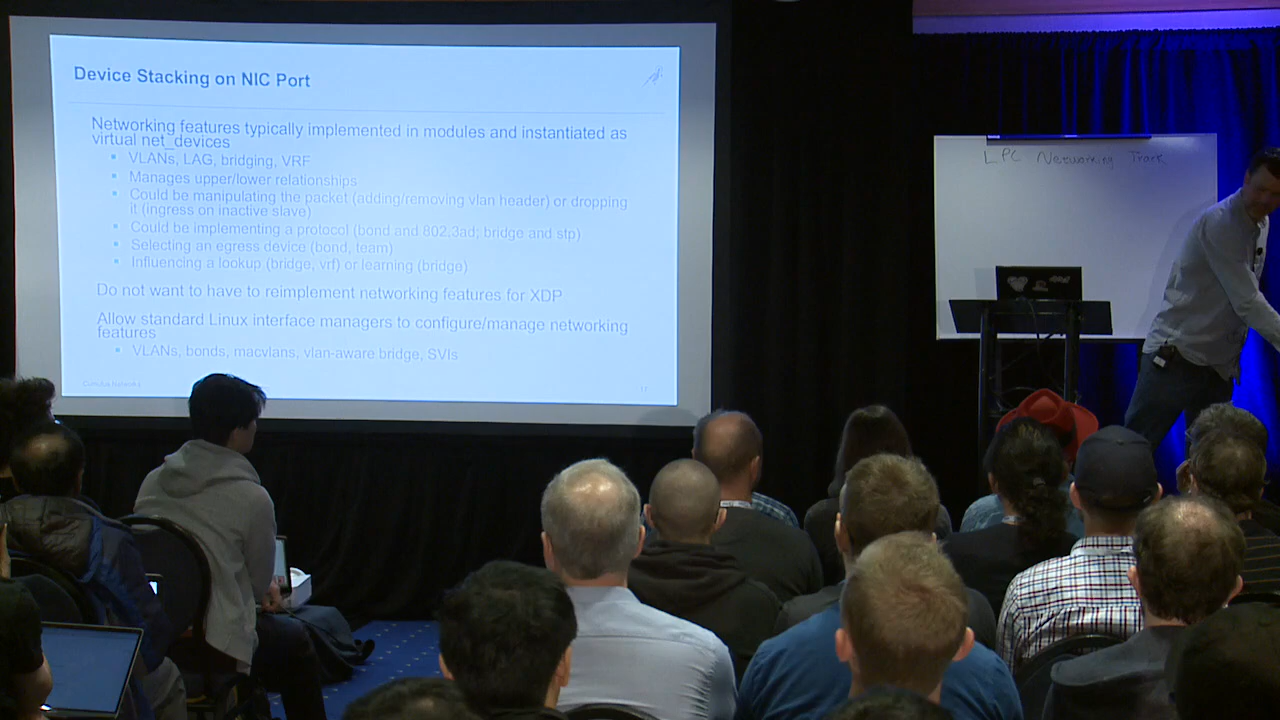 Device Stacking on NIC Port
Networking features typically implemented in modules and instantiated as
virtual net_devices
VLANs, LAG, bridging, VRF
Manages upper/lower relationships
Could be manipulating the packet (adding/removing vlan header) or dropping
it (ingress on inactive slave)
Could be implementing a protocol (bond and 802.3ad; bridge and stp)
Selecting an egress device (bond, team)
Influencing a lookup (bridge, vrf) or learning (bridge)
Do not want to have to reimplement networking features for XDP
Allow standard Linux interface managers to configure/manage networking
features
VLANs, bonds, macvlans, vlan-aware bridge, SVIs
Cumulus Networks
LPC Networking Track